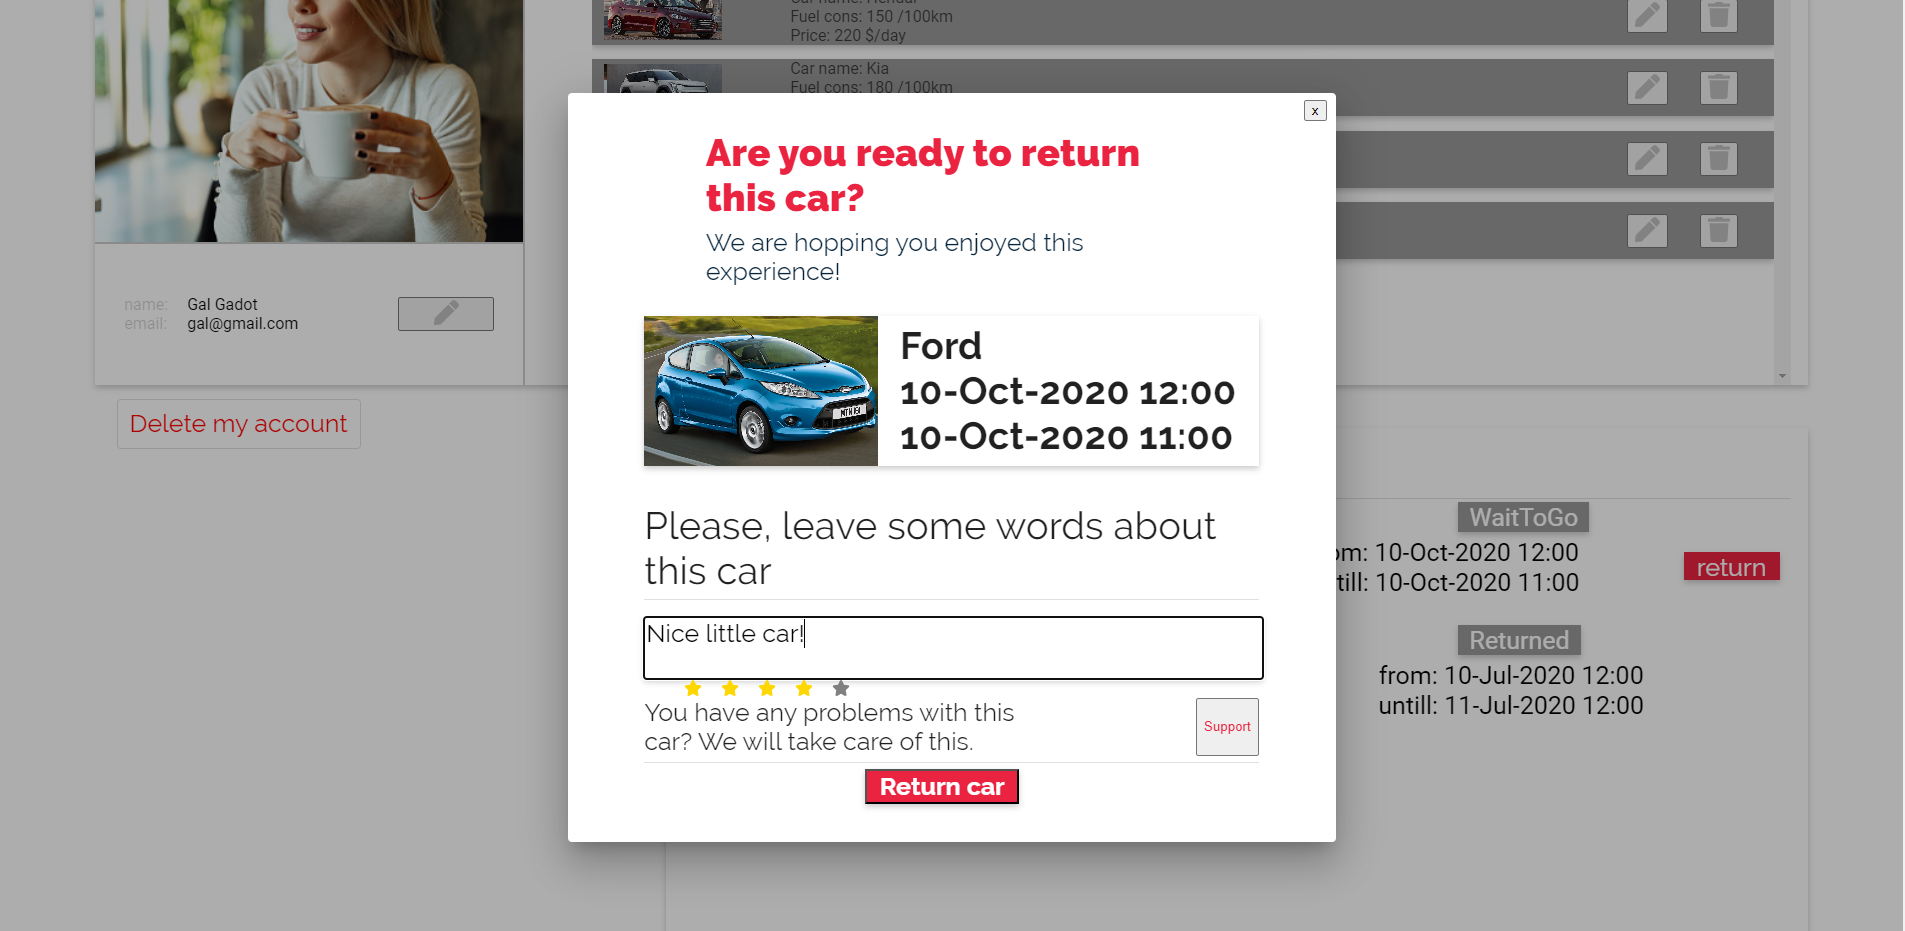 Fuel cons: 150 /100km
Price: 220 $/day
Car name: Kia
Fuel cons: 180 /100km
x
Are you ready to return
this car?
We are hopping you enjoyed this
experience!
name: Gal Gadot
email: gal@gmail.com
Ford
10-Oct-2020 12:00
10-Oct-2020 11:00
Delete my account
Please, leave some words about
this car
Nice little car!
You have any problems with this
car? We will take care of this.
Support
Return car
WaitToGo
om: 10-Oct-2020 12:00
till: 10-Oct-2020 11:00
return
Returned
from: 10-Jul-2020 12:00
untill: 11-Jul-2020 12:00